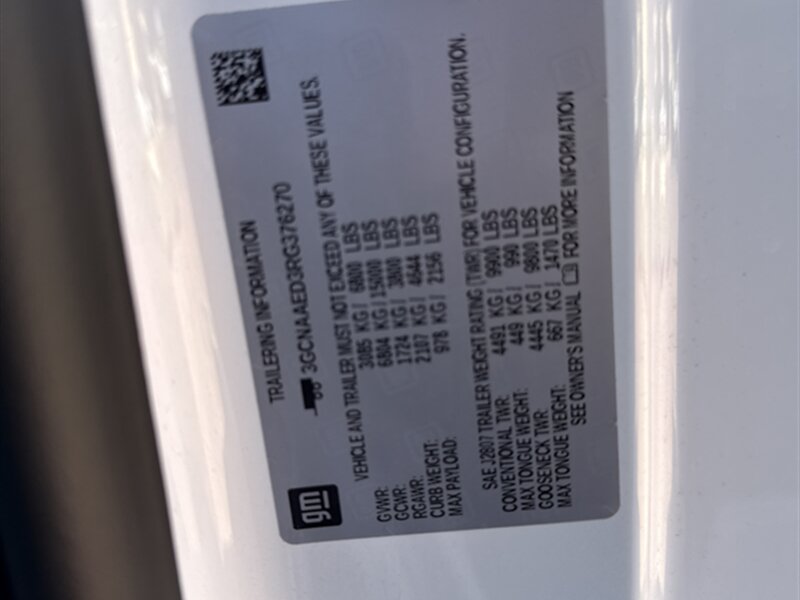 gm
TRAILERING INFORMATION
3GCNAAED3RG376270
VEHICLE AND TRAILER MUST NOT EXCEED ANY OF THESE VALUES.
GVWR: 3085 KG / 6800 LBS
GCWR: 6804 KG / 15000 LBS
RGAWR: 1724 KG / 3800 LBS
CURB WEIGHT: 2107 KG / 4644 LBS
MAX PAYLOAD: 978 KG / 2156 LBS
SAE J2807 TRAILER WEIGHT RATING (TWR) FOR VEHICLE CONFIGURATION.
CONVENTIONAL TWR: 4491 KG / 9900 LBS
MAX TONGUE WEIGHT: 449 KG / 990 LBS
GOOSENECK TWR: 4445 KG / 9800 LBS
MAX TONGUE WEIGHT: 667 KG / 1470 LBS
SEE OWNER'S MANUAL FOR MORE INFORMATION